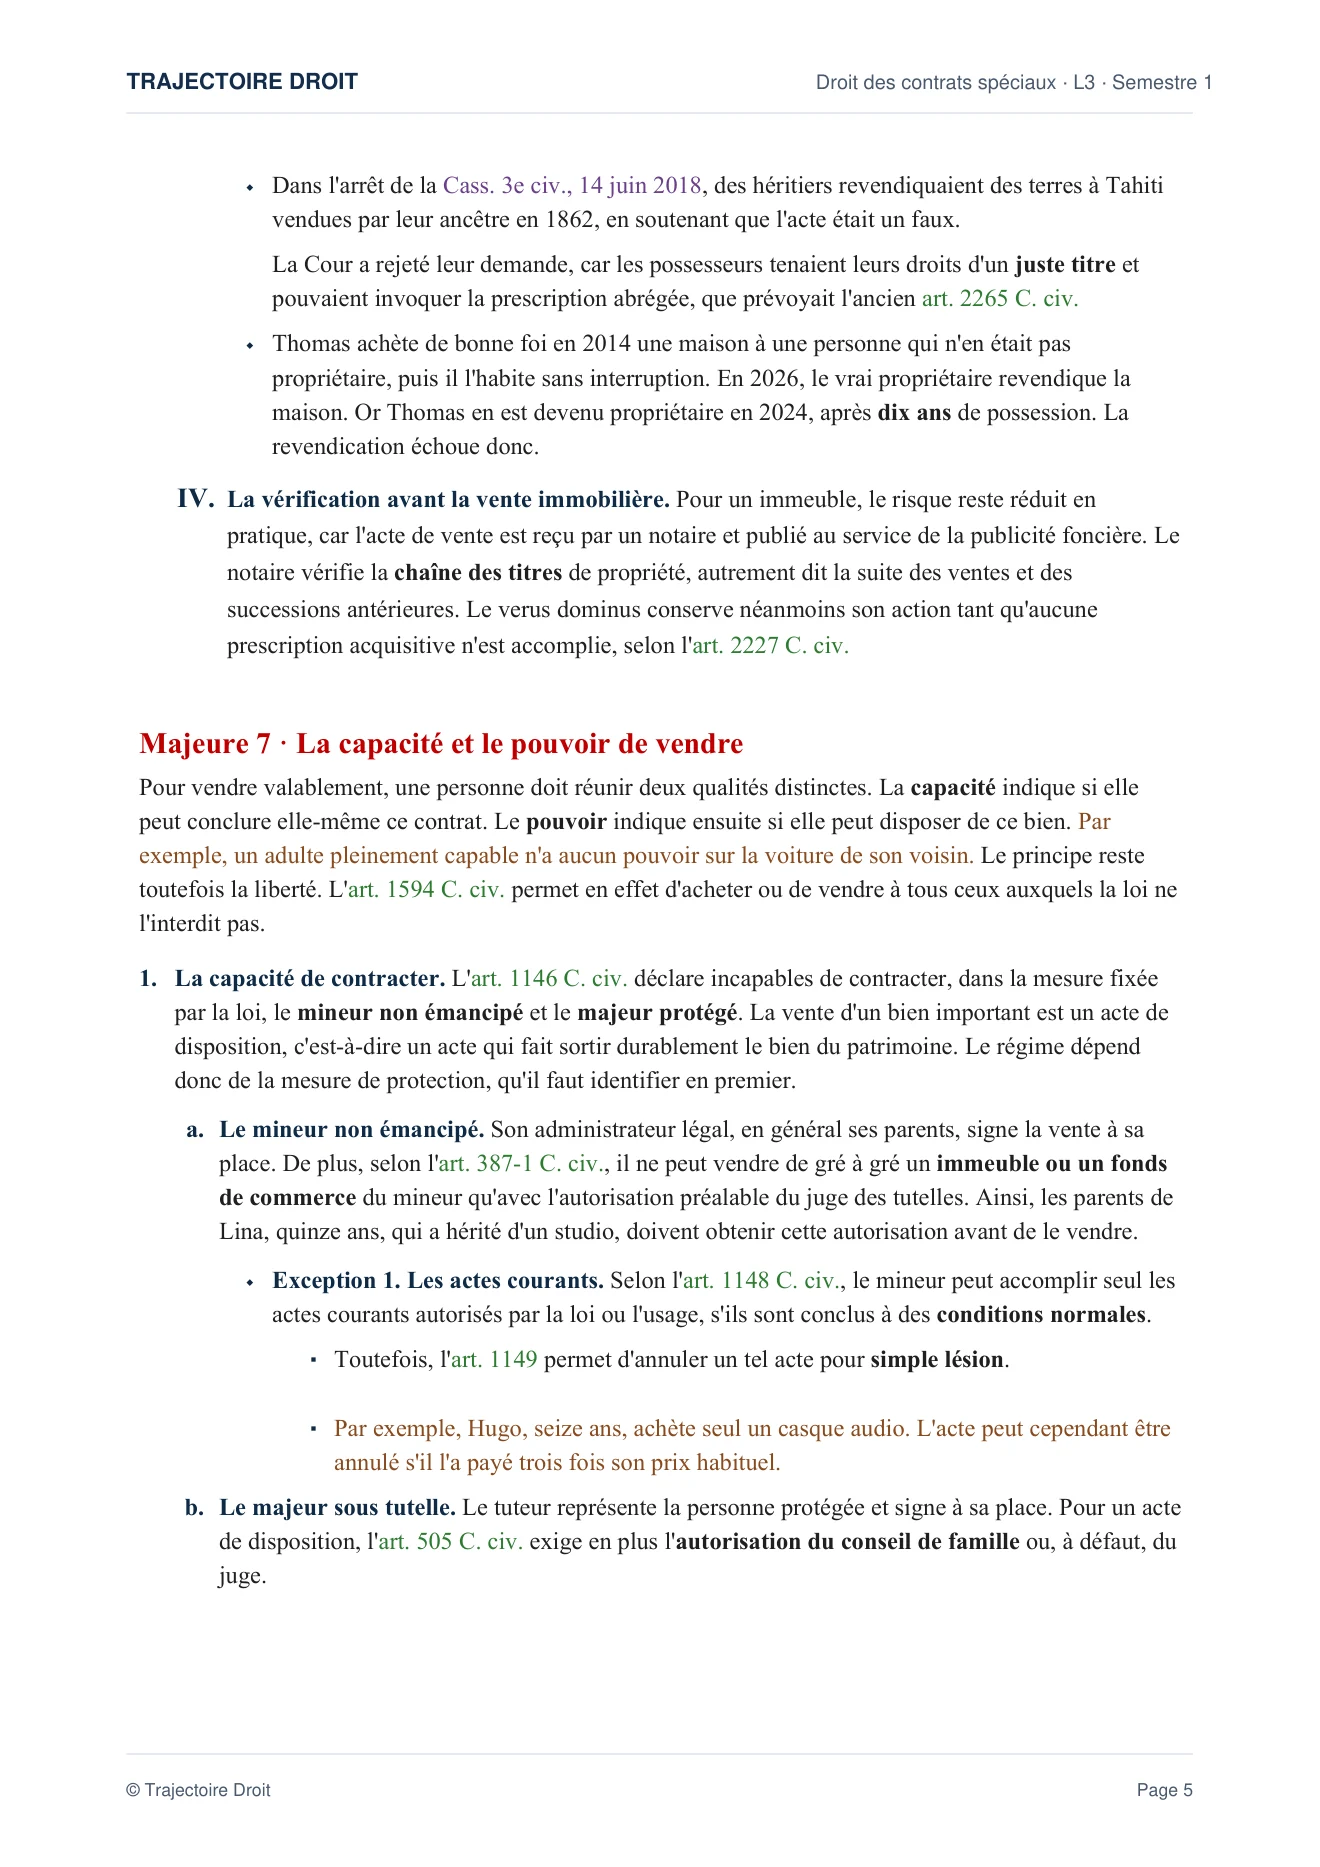 TRAJECTOIRE DROIT
Droit des contrats spéciaux · L3 · Semestre 1
⬩ Dans l'arrêt de la Cass. 3e civ., 14 juin 2018, des héritiers revendiquaient des terres à Tahiti
vendues par leur ancêtre en 1862, en soutenant que l'acte était un faux.
La Cour a rejeté leur demande, car les possesseurs tenaient leurs droits d'un juste titre et
pouvaient invoquer la prescription abrégée, que prévoyait l'ancien art. 2265 C. civ.
⬩ Thomas achète de bonne foi en 2014 une maison à une personne qui n'en était pas
propriétaire, puis il l'habite sans interruption. En 2026, le vrai propriétaire revendique la
maison. Or Thomas en est devenu propriétaire en 2024, après dix ans de possession. La
revendication échoue donc.
IV. La vérification avant la vente immobilière. Pour un immeuble, le risque reste réduit en
pratique, car l'acte de vente est reçu par un notaire et publié au service de la publicité foncière. Le
notaire vérifie la chaîne des titres de propriété, autrement dit la suite des ventes et des
successions antérieures. Le verus dominus conserve néanmoins son action tant qu'aucune
prescription acquisitive n'est accomplie, selon l'art. 2227 C. civ.
Majeure 7 · La capacité et le pouvoir de vendre
Pour vendre valablement, une personne doit réunir deux qualités distinctes. La capacité indique si elle
peut conclure elle-même ce contrat. Le pouvoir indique ensuite si elle peut disposer de ce bien. Par
exemple, un adulte pleinement capable n'a aucun pouvoir sur la voiture de son voisin. Le principe reste
toutefois la liberté. L'art. 1594 C. civ. permet en effet d'acheter ou de vendre à tous ceux auxquels la loi ne
l'interdit pas.
1. La capacité de contracter. L'art. 1146 C. civ. déclare incapables de contracter, dans la mesure fixée
par la loi, le mineur non émancipé et le majeur protégé. La vente d'un bien important est un acte de
disposition, c'est-à-dire un acte qui fait sortir durablement le bien du patrimoine. Le régime dépend
donc de la mesure de protection, qu'il faut identifier en premier.
a. Le mineur non émancipé. Son administrateur légal, en général ses parents, signe la vente à sa
place. De plus, selon l'art. 387-1 C. civ., il ne peut vendre de gré à gré un immeuble ou un fonds
de commerce du mineur qu'avec l'autorisation préalable du juge des tutelles. Ainsi, les parents de
Lina, quinze ans, qui a hérité d'un studio, doivent obtenir cette autorisation avant de le vendre.
⬩ Exception 1. Les actes courants. Selon l'art. 1148 C. civ., le mineur peut accomplir seul les
actes courants autorisés par la loi ou l'usage, s'ils sont conclus à des conditions normales.
▪ Toutefois, l'art. 1149 permet d'annuler un tel acte pour simple lésion.
▪ Par exemple, Hugo, seize ans, achète seul un casque audio. L'acte peut cependant être
annulé s'il l'a payé trois fois son prix habituel.
b. Le majeur sous tutelle. Le tuteur représente la personne protégée et signe à sa place. Pour un acte
de disposition, l'art. 505 C. civ. exige en plus l'autorisation du conseil de famille ou, à défaut, du
juge.
© Trajectoire Droit
Page 5